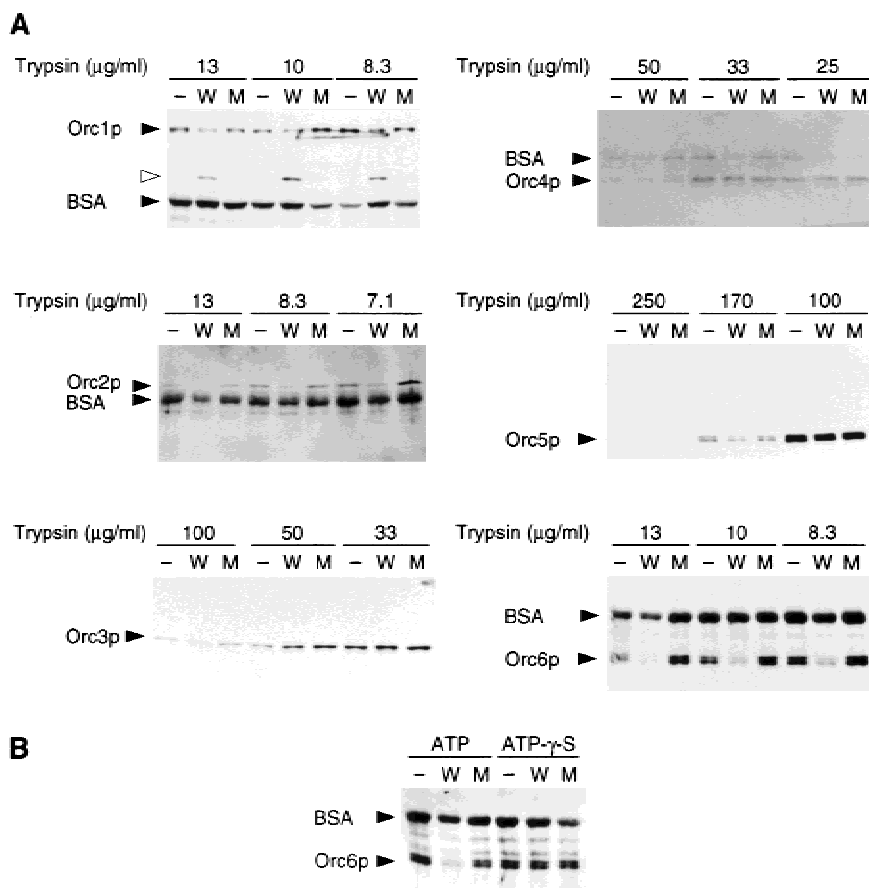 A
Trypsin (μg/ml) 13 10 8.3
– W M – W M – W M
Orc1p
BSA
Trypsin (μg/ml) 50 33 25
– W M – W M – W M
BSA
Orc4p
Trypsin (μg/ml) 13 8.3 7.1
– W M – W M – W M
Orc2p
BSA
Trypsin (μg/ml) 250 170 100
– W M – W M – W M
Orc5p
Trypsin (μg/ml) 100 50 33
– W M – W M – W M
Orc3p
Trypsin (μg/ml) 13 10 8.3
– W M – W M – W M
BSA
Orc6p
B
ATP ATP-γ-S
– W M – W M
BSA
Orc6p